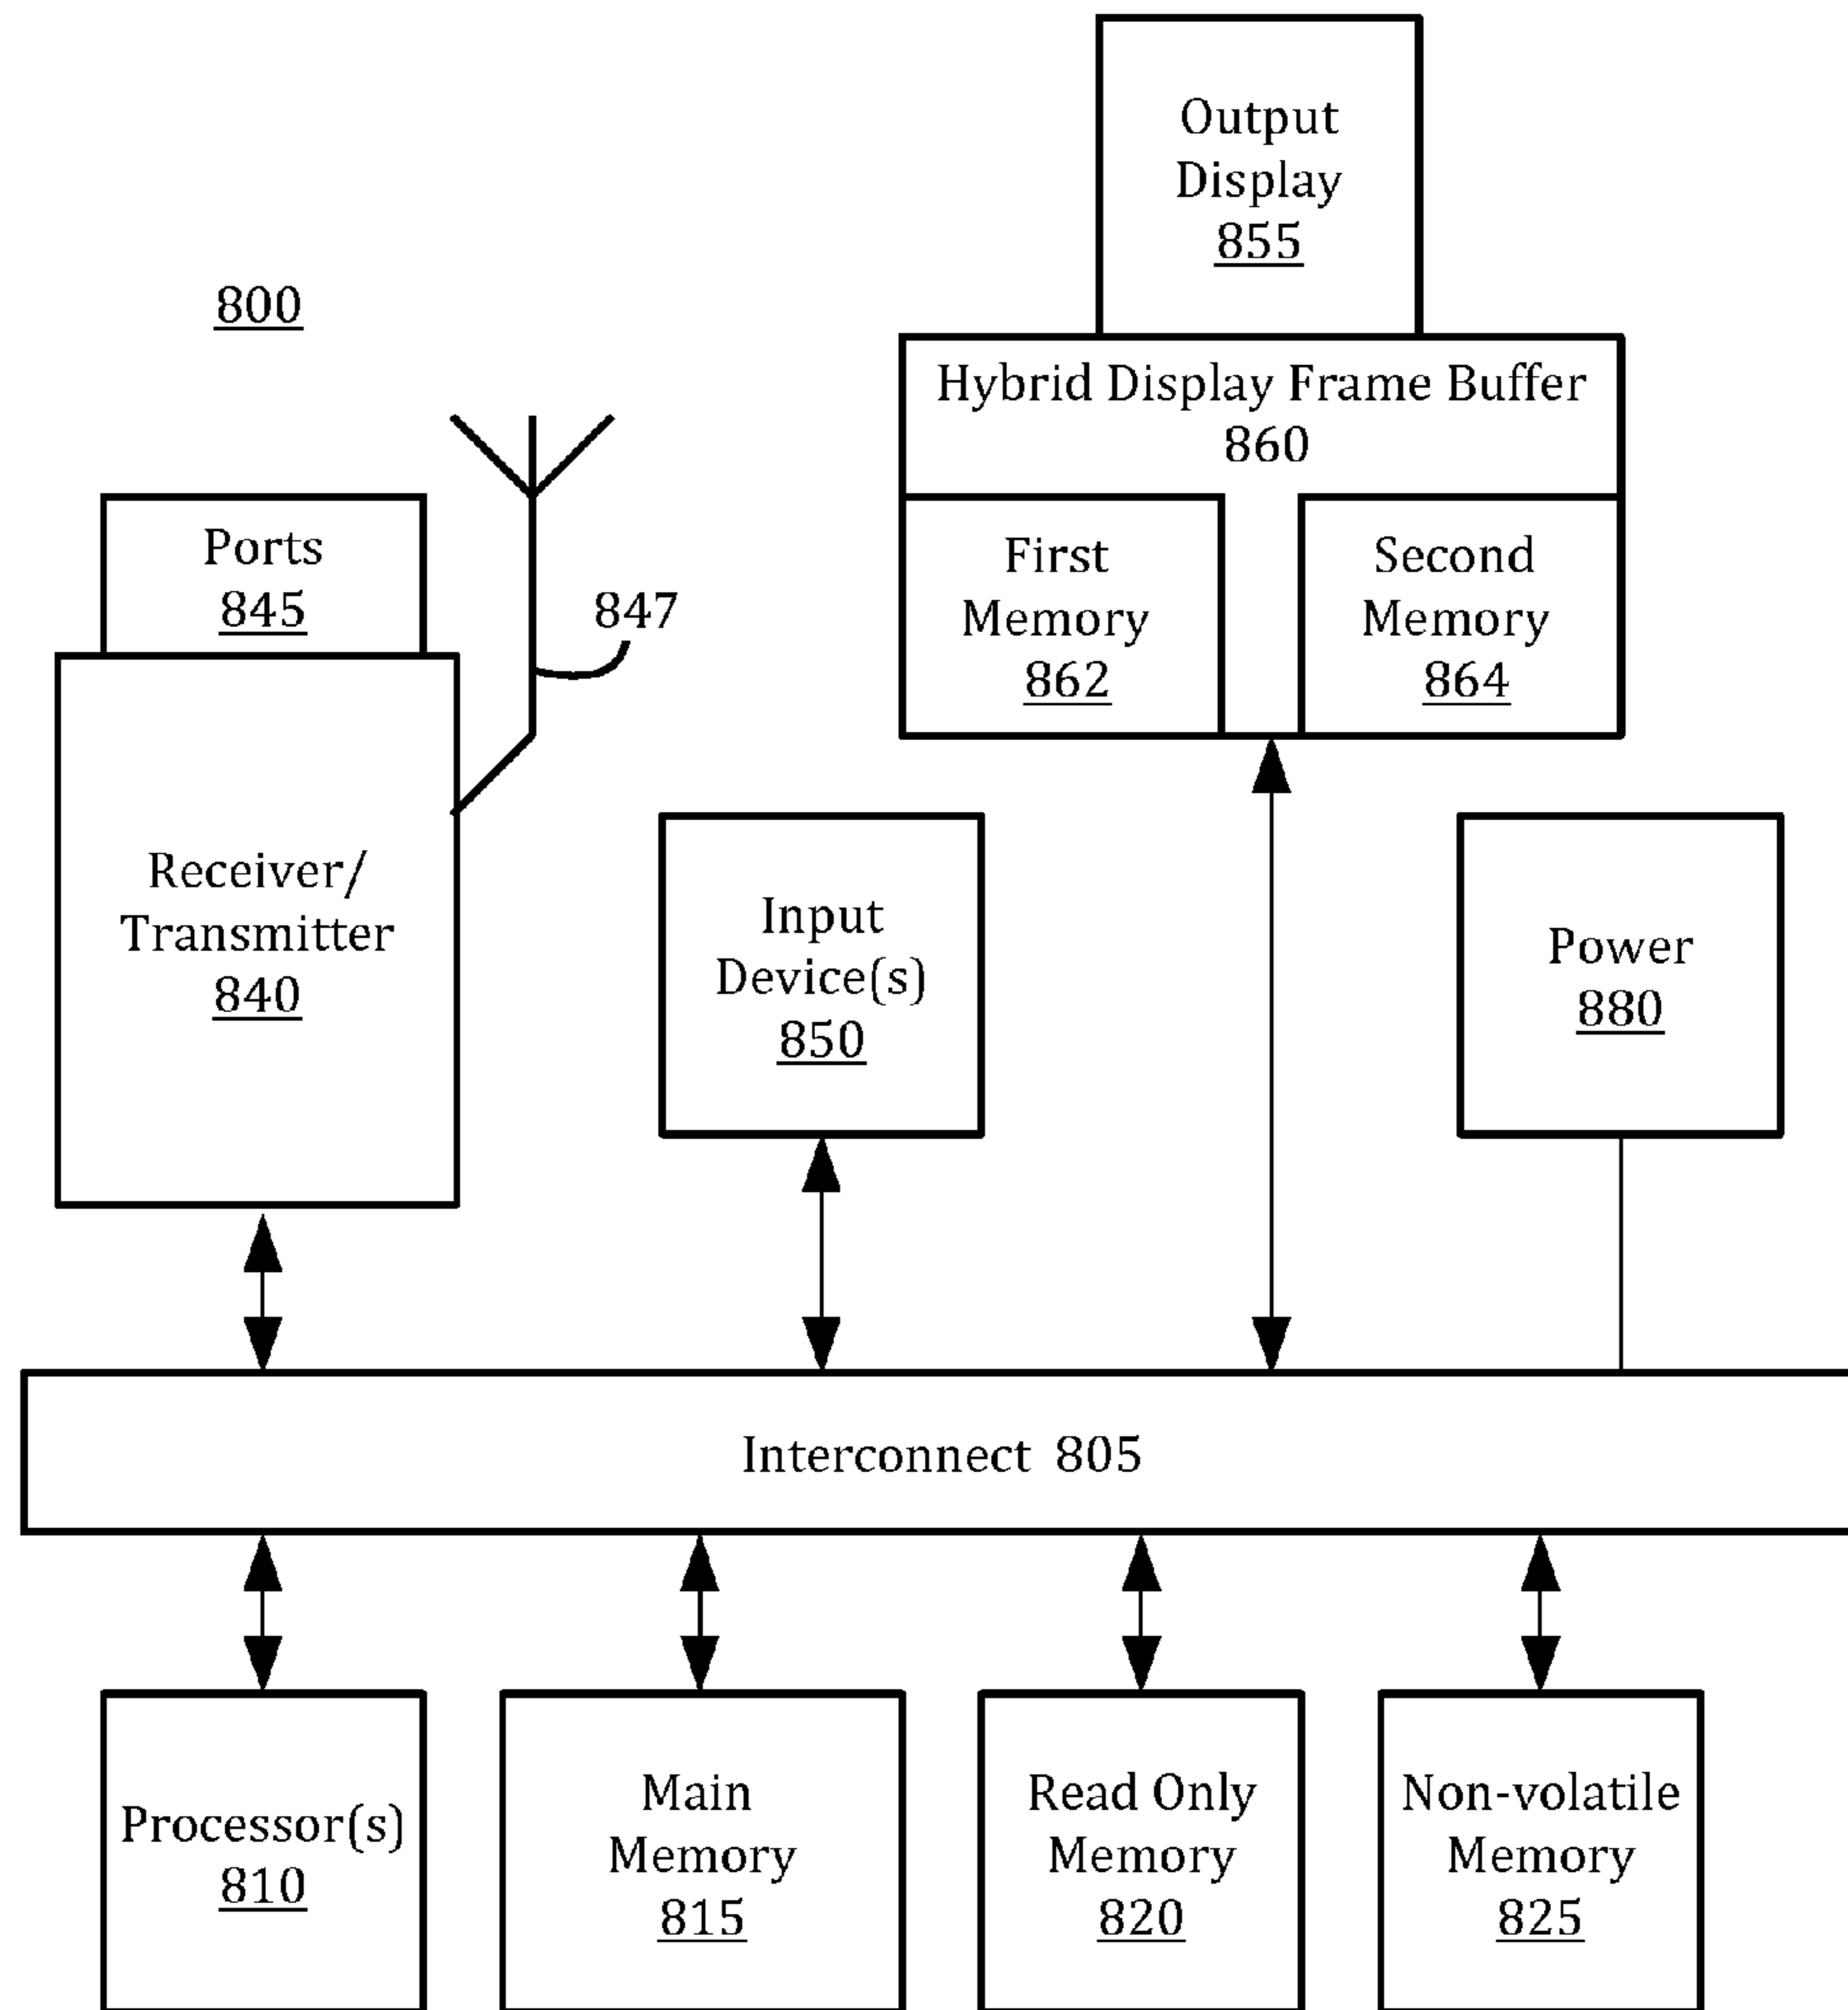 Output
Display
855
800
Hybrid Display Frame Buffer
860
Ports
845
847
First
Memory
862
Second
Memory
864
Receiver/
Transmitter
840
Input
Device(s)
850
Power
880
Interconnect 805
Processor(s)
810
Main
Memory
815
Read Only
Memory
820
Non-volatile
Memory
825